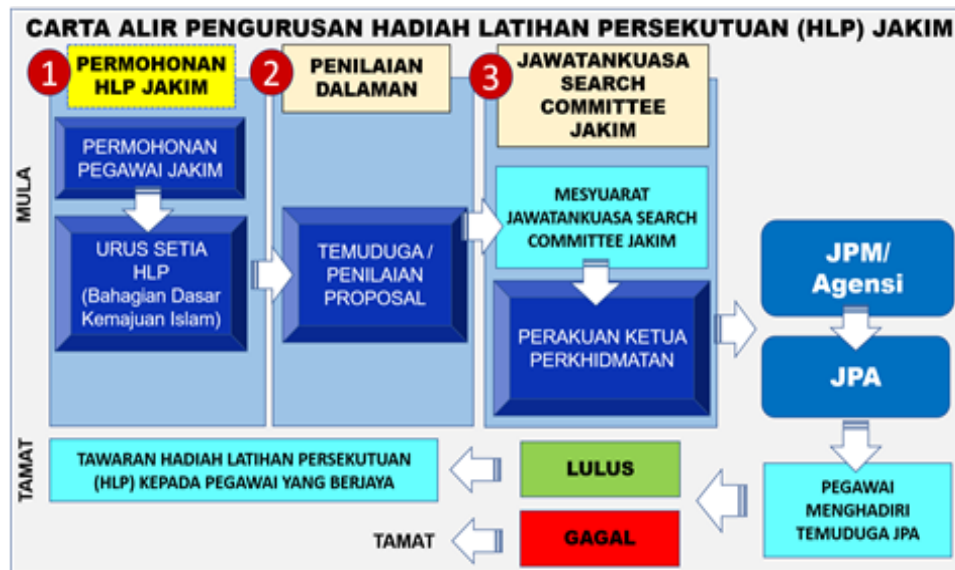 CARTA ALIR PENGURUSAN HADIAH LATIHAN PERSEKUTUAN (HLP) JAKIM
1
PERMOHONAN
HLP JAKIM
2
PENILAIAN
DALAMAN
3
JAWATANKUASA
SEARCH
COMMITTEE
JAKIM
MULA
PERMOHONAN
PEGAWAI JAKIM
URUS SETIA
HLP
(Bahagian Dasar
Kemajuan Islam)
TEMUDUGA /
PENILAIAN
PROPOSAL
MESYUARAT
JAWATANKUASA SEARCH
COMMITTEE JAKIM
PERAKUAN KETUA
PERKHIDMATAN
JPM/
Agensi
JPA
PEGAWAI
MENGHADIRI
TEMUDUGA JPA
TAMAT
LULUS
TAWARAN HADIAH LATIHAN PERSEKUTUAN
(HLP) KEPADA PEGAWAI YANG BERJAYA
GAGAL
TAMAT